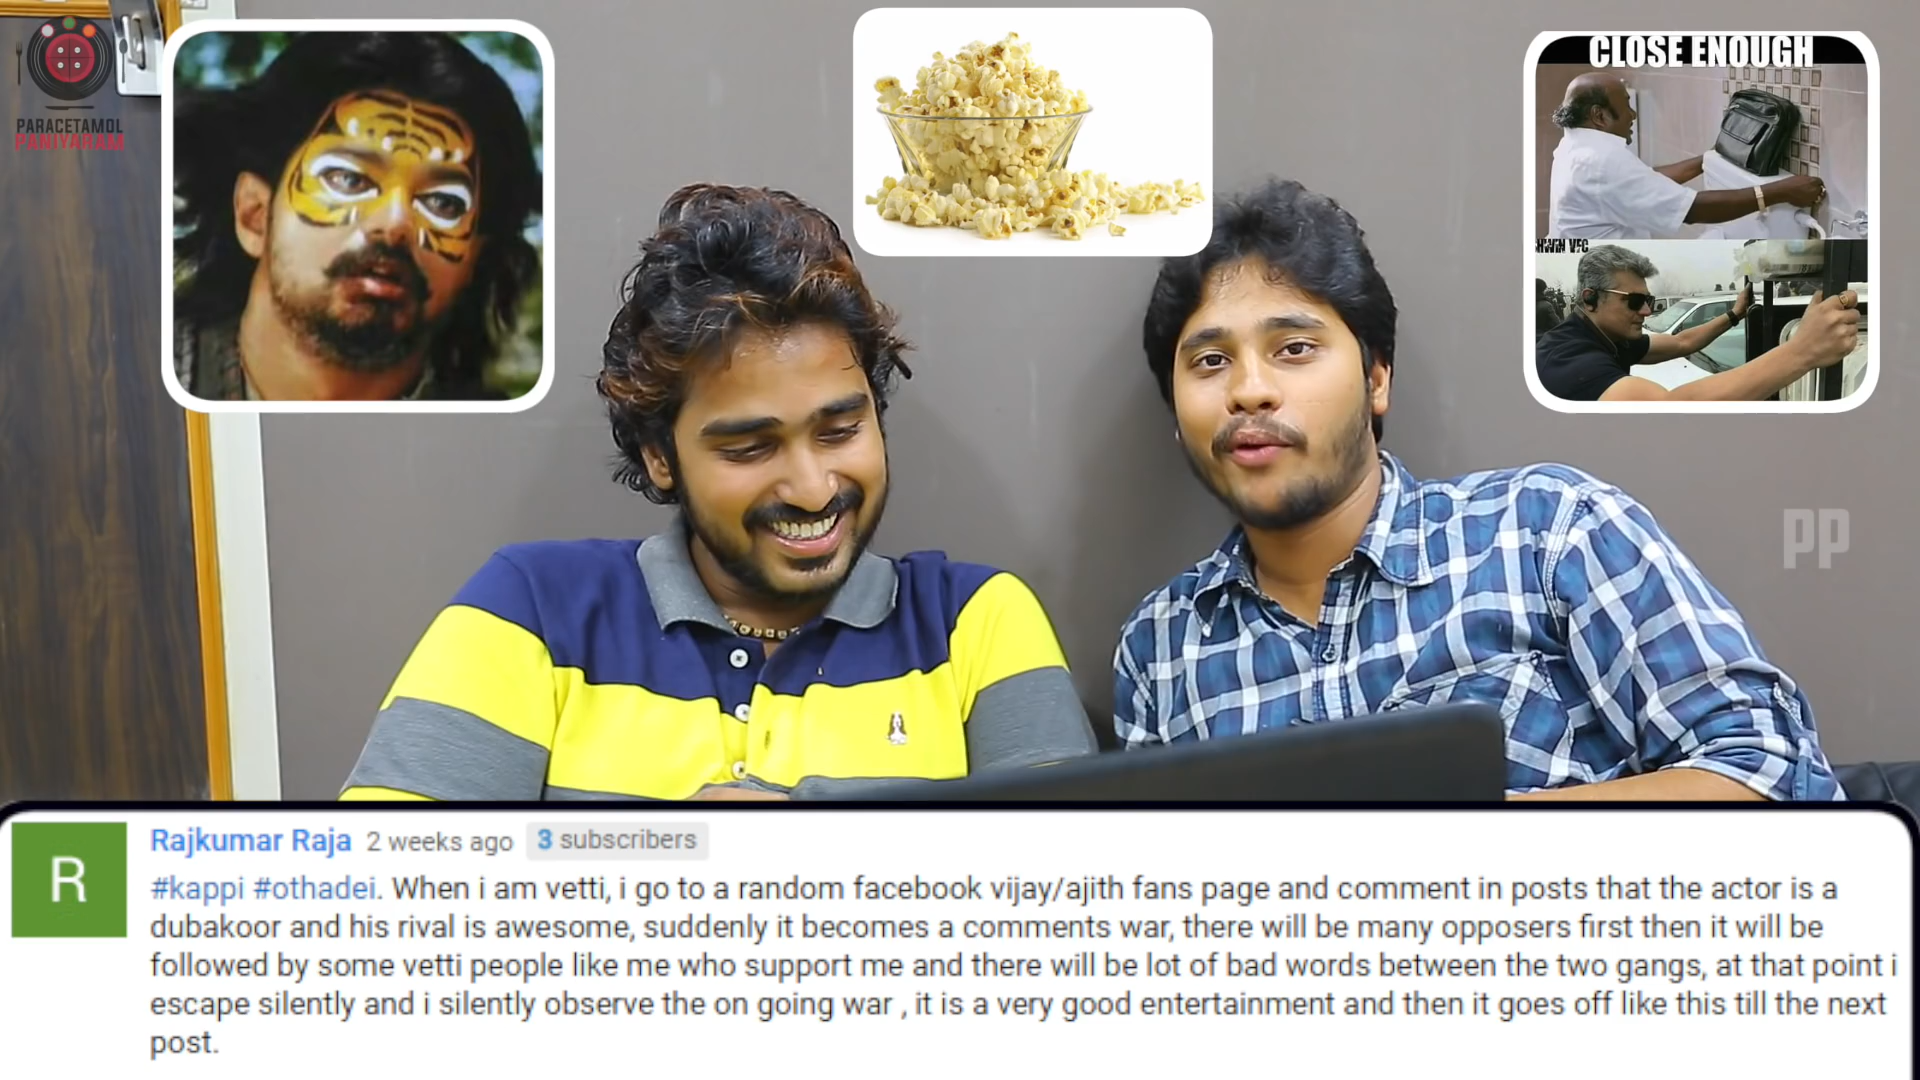 PARACETAMOL
PANIYARAM
CLOSE ENOUGH
HWIN VFC
PP
R
Rajkumar Raja 2 weeks ago 3 subscribers
#kappi #othadei. When i am vetti, i go to a random facebook vijay/ajith fans page and comment in posts that the actor is a
dubakoor and his rival is awesome, suddenly it becomes a comments war, there will be many opposers first then it will be
followed by some vetti people like me who support me and there will be lot of bad words between the two gangs, at that point i
escape silently and i silently observe the on going war , it is a very good entertainment and then it goes off like this till the next
post.